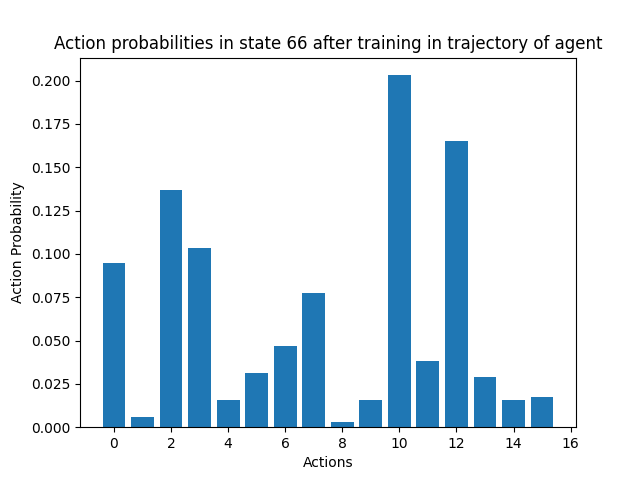 Action probabilities in state 66 after training in trajectory of agent
0.200
0.175
0.150
0.125
0.100
0.075
0.050
0.025
0.000
Action Probability
0 2 4 6 8 10 12 14 16
Actions